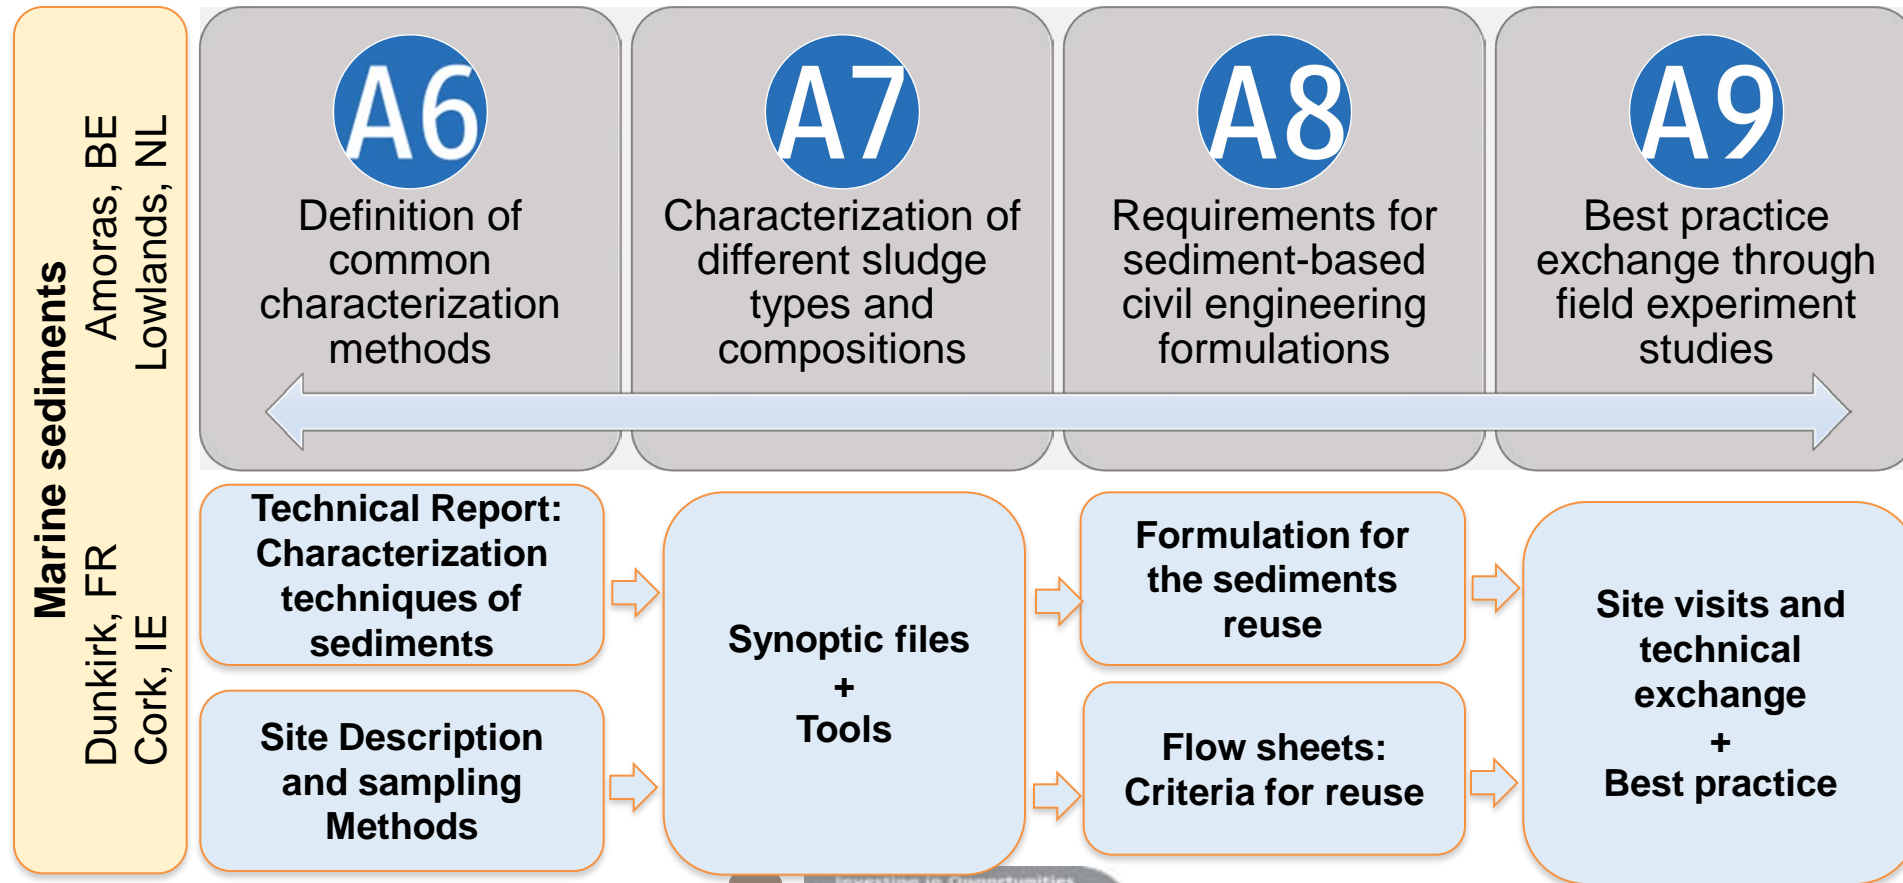 Marine sediments
Dunkirk, FR
Cork, IE
Amoras, BE
Lowlands, NL
A6
Definition of
common
characterization
methods
A7
Characterization of
different sludge
types and
compositions
A8
Requirements for
sediment-based
civil engineering
formulations
A9
Best practice
exchange through
field experiment
studies
Technical Report:
Characterization
techniques of
sediments
Site Description
and sampling
Methods
Synoptic files
+
Tools
Formulation for
the sediments
reuse
Flow sheets:
Criteria for reuse
Site visits and
technical
exchange
+
Best practice
Investing in Opportunities